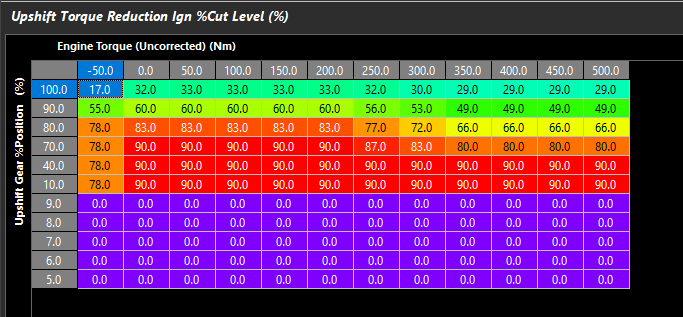 Upshift Torque Reduction Ign %Cut Level (%)
Engine Torque (Uncorrected) (Nm)
-50.0 0.0 50.0 100.0 150.0 200.0 250.0 300.0 350.0 400.0 450.0 500.0
Upshift Gear %Position (%)
100.0 17.0 32.0 33.0 33.0 33.0 33.0 32.0 30.0 29.0 29.0 29.0 29.0
90.0 55.0 60.0 60.0 60.0 60.0 60.0 56.0 53.0 49.0 49.0 49.0 49.0
80.0 78.0 83.0 83.0 83.0 83.0 83.0 77.0 72.0 66.0 66.0 66.0 66.0
70.0 78.0 90.0 90.0 90.0 90.0 90.0 87.0 83.0 80.0 80.0 80.0 80.0
40.0 78.0 90.0 90.0 90.0 90.0 90.0 90.0 90.0 90.0 90.0 90.0 90.0
10.0 78.0 90.0 90.0 90.0 90.0 90.0 90.0 90.0 90.0 90.0 90.0 90.0
9.0 0.0 0.0 0.0 0.0 0.0 0.0 0.0 0.0 0.0 0.0 0.0 0.0
8.0 0.0 0.0 0.0 0.0 0.0 0.0 0.0 0.0 0.0 0.0 0.0 0.0
7.0 0.0 0.0 0.0 0.0 0.0 0.0 0.0 0.0 0.0 0.0 0.0 0.0
6.0 0.0 0.0 0.0 0.0 0.0 0.0 0.0 0.0 0.0 0.0 0.0 0.0
5.0 0.0 0.0 0.0 0.0 0.0 0.0 0.0 0.0 0.0 0.0 0.0 0.0